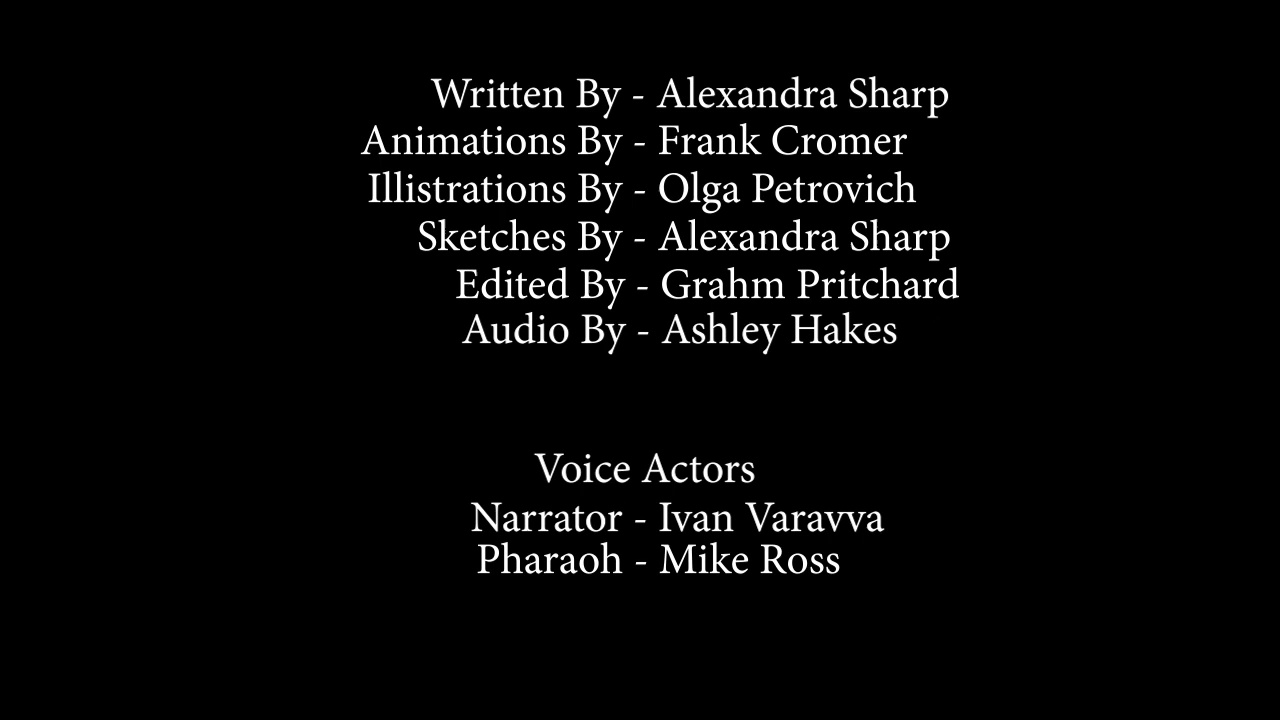 Written By - Alexandra Sharp
Animations By - Frank Cromer
Illistrations By - Olga Petrovich
Sketches By - Alexandra Sharp
Edited By - Grahm Pritchard
Audio By - Ashley Hakes
Voice Actors
Narrator - Ivan Varavva
Pharaoh - Mike Ross